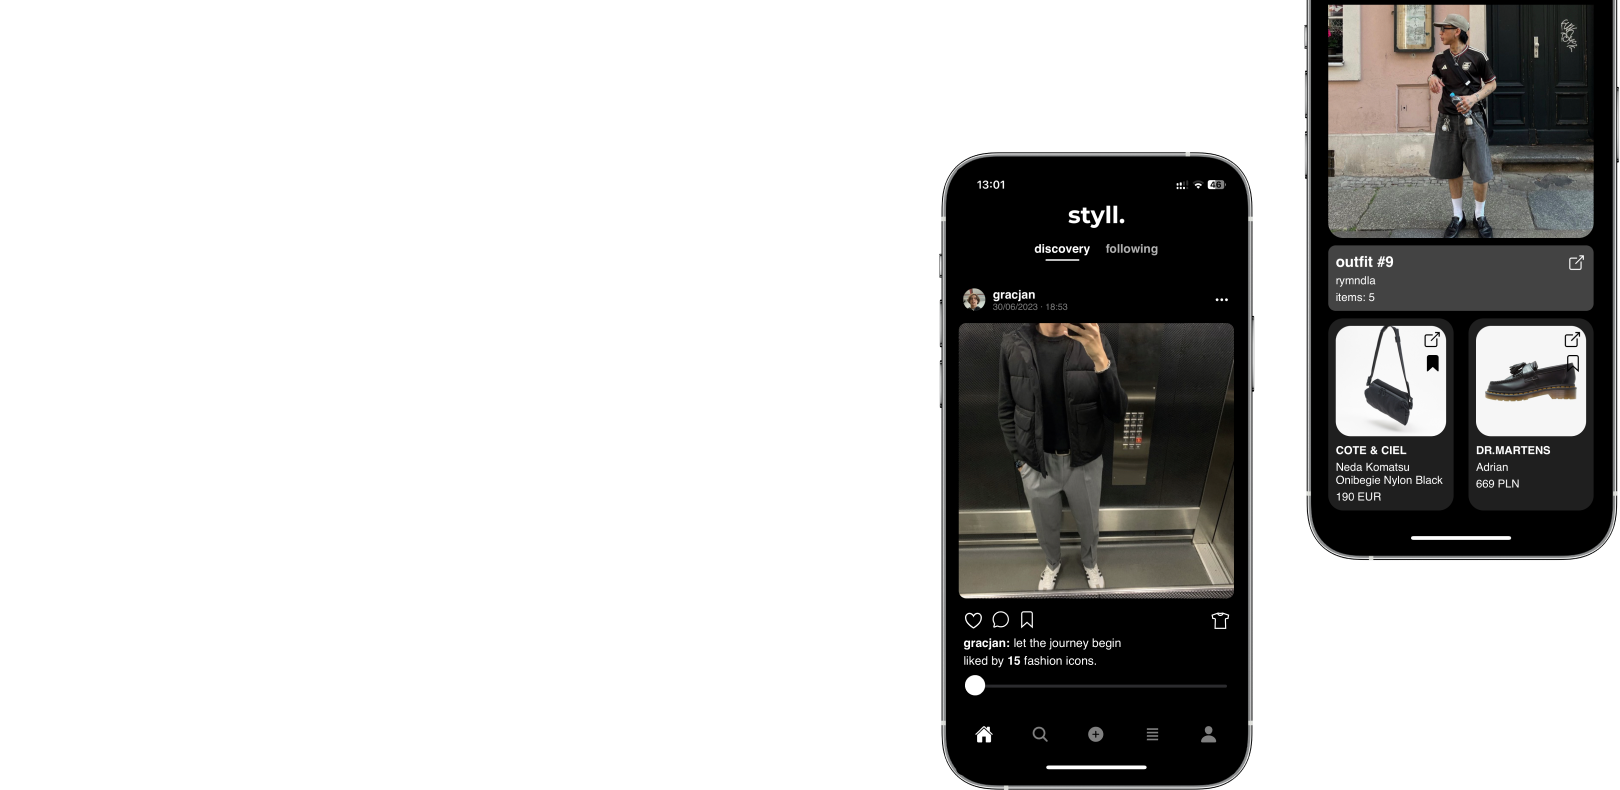 13:01
46
styll.
discovery following
gracjan
30/06/2023 · 18:53
gracjan: let the journey begin
liked by 15 fashion icons.
outfit #9
rymndla
items: 5
COTE & CIEL
Neda Komatsu
Onibegie Nylon Black
190 EUR
DR.MARTENS
Adrian
669 PLN